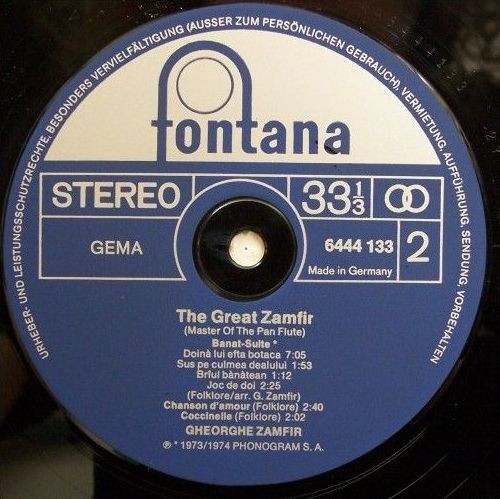 URHEBER- UND LEISTUNGSSCHUTZRECHTE, BESONDERS VERVIELFÄLTIGUNG (AUSSER ZUM PERSÖNLICHEN GEBRAUCH), VERMIETUNG, AUFFÜHRUNG, SENDUNG, VORBEHALTEN
fontana
STEREO 33 1/3
GEMA 6444 133 2
Made in Germany
The Great Zamfir
(Master Of The Pan Flute)
Banat-Suite *
Doinà lui efta botaca 7:05
Sus pe culmea dealului 1:53
Brîul bànàtean 1:12
Joc de doi 2:25
(Folklore/arr. G. Zamfir)
Chanson d'amour (Folklore) 2:40
Coccinelle (Folklore) 2:02
GHEORGHE ZAMFIR
℗ * 1973/1974 PHONOGRAM S. A.